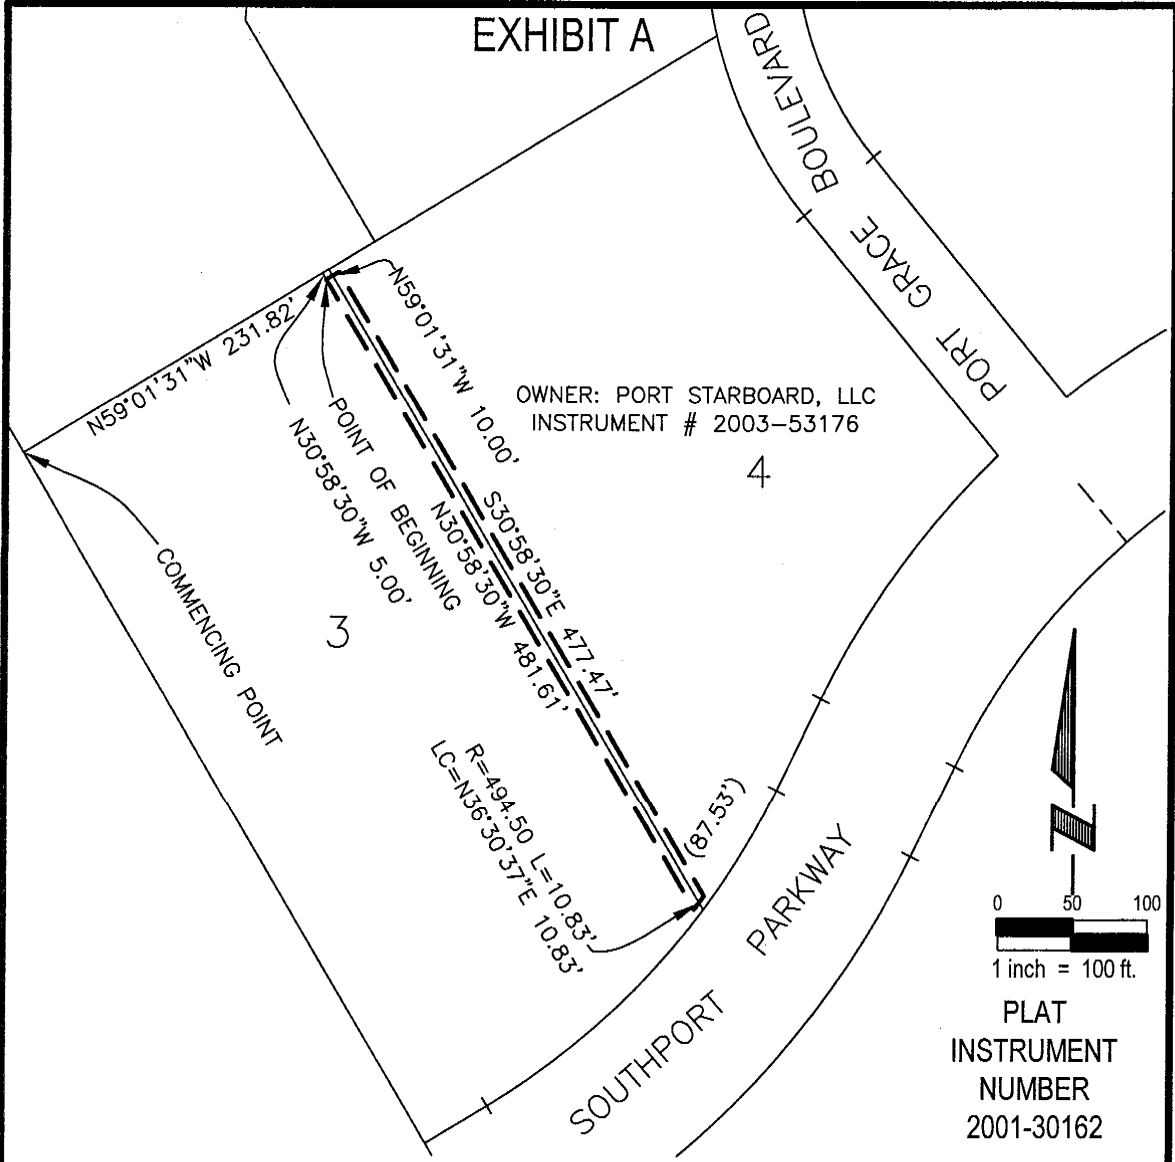 EXHIBIT A
PORT GRACE BOULEVARD
N59°01'31"W 231.82'
N59°01'31"W 10.00'
OWNER: PORT STARBOARD, LLC
INSTRUMENT # 2003-53176
4
POINT OF BEGINNING
N30°58'30"W 5.00'
S30°58'30"E 477.47'
N30°58'30"W 481.61'
COMMENCING POINT
3
R=494.50 L=10.83'
LC=N36°30'37"E 10.83'
(87.53')
SOUTHPORT PARKWAY
N
0 50 100
1 inch = 100 ft.
PLAT
INSTRUMENT
NUMBER
2001-30162